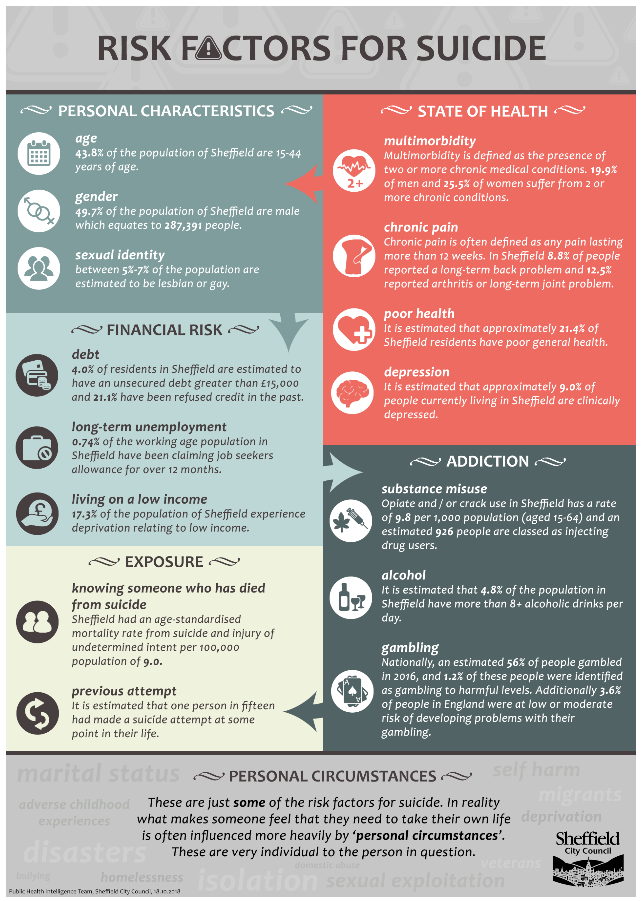 RISK FACTORS FOR SUICIDE
PERSONAL CHARACTERISTICS
age
43.8% of the population of Sheffield are 15-44
years of age.
gender
49.7% of the population of Sheffield are male
which equates to 287,391 people.
sexual identity
between 5%-7% of the population are
estimated to be lesbian or gay.
FINANCIAL RISK
debt
4.0% of residents in Sheffield are estimated to
have an unsecured debt greater than £15,000
and 21.1% have been refused credit in the past.
long-term unemployment
0.74% of the working age population in
Sheffield have been claiming job seekers
allowance for over 12 months.
living on a low income
17.3% of the population of Sheffield experience
deprivation relating to low income.
EXPOSURE
knowing someone who has died
from suicide
Sheffield had an age-standardised
mortality rate from suicide and injury of
undetermined intent per 100,000
population of 9.0.
previous attempt
It is estimated that one person in fifteen
had made a suicide attempt at some
point in their life.
STATE OF HEALTH
2+
multimorbidity
Multimorbidity is defined as the presence of
two or more chronic medical conditions. 19.9%
of men and 25.5% of women suffer from 2 or
more chronic conditions.
chronic pain
Chronic pain is often defined as any pain lasting
more than 12 weeks. In Sheffield 8.8% of people
reported a long-term back problem and 12.5%
reported arthritis or long-term joint problem.
poor health
It is estimated that approximately 21.4% of
Sheffield residents have poor general health.
depression
It is estimated that approximately 9.0% of
people currently living in Sheffield are clinically
depressed.
ADDICTION
substance misuse
Opiate and / or crack use in Sheffield has a rate
of 9.8 per 1,000 population (aged 15-64) and an
estimated 926 people are classed as injecting
drug users.
alcohol
It is estimated that 4.8% of the population in
Sheffield have more than 8+ alcoholic drinks per
day.
gambling
Nationally, an estimated 56% of people gambled
in 2016, and 1.2% of these people were identified
as gambling to harmful levels. Additionally 3.6%
of people in England were at low or moderate
risk of developing problems with their
gambling.
PERSONAL CIRCUMSTANCES
These are just some of the risk factors for suicide. In reality
what makes someone feel that they need to take their own life
is often influenced more heavily by ‘personal circumstances’.
These are very individual to the person in question.
marital status
self harm
migrants
adverse childhood
experiences
deprivation
disasters
domestic abuse
veterans
bullying
homelessness
isolation
sexual exploitation
Sheffield
City Council
Public Health Intelligence Team, Sheffield City Council, 18.10.2018